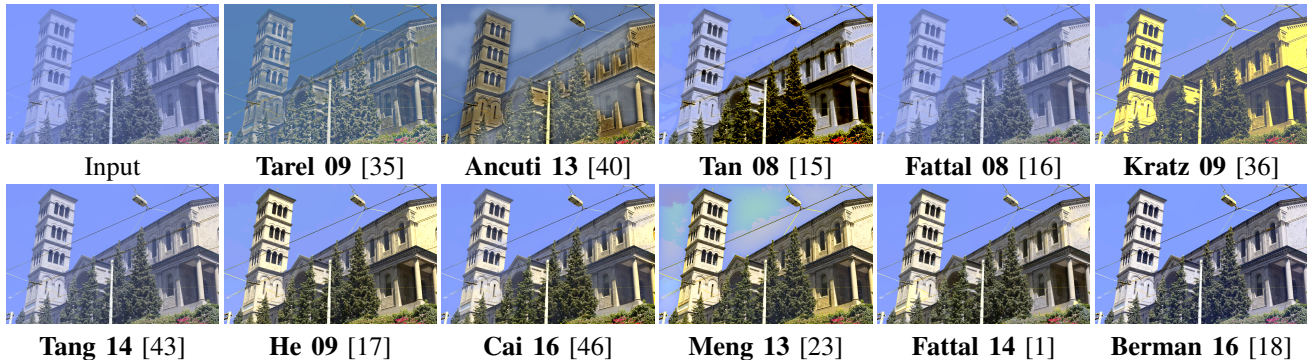 Input Tarel 09 [35] Ancuti 13 [40] Tan 08 [15] Fattal 08 [16] Kratz 09 [36]
Tang 14 [43] He 09 [17] Cai 16 [46] Meng 13 [23] Fattal 14 [1] Berman 16 [18]